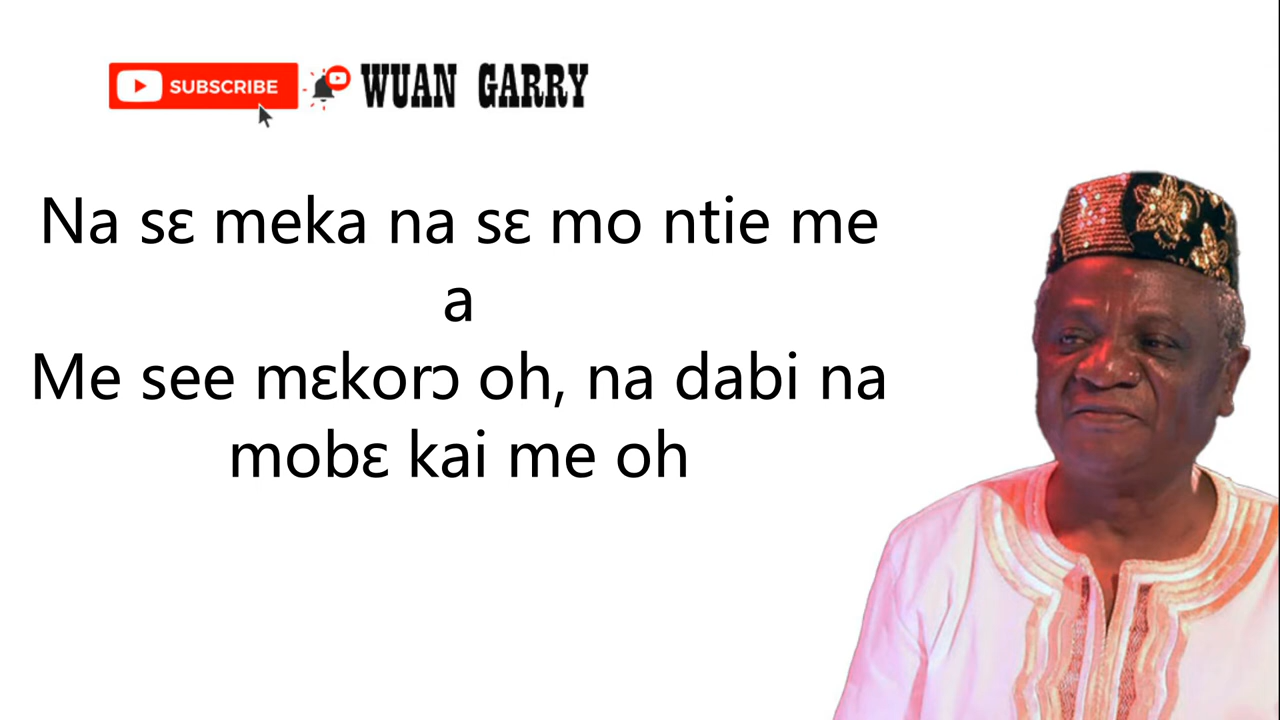 SUBSCRIBE WUAN GARRY
Na sɛ meka na sɛ mo ntie me
a
Me see mɛkorɔ oh, na dabi na
mobɛ kai me oh